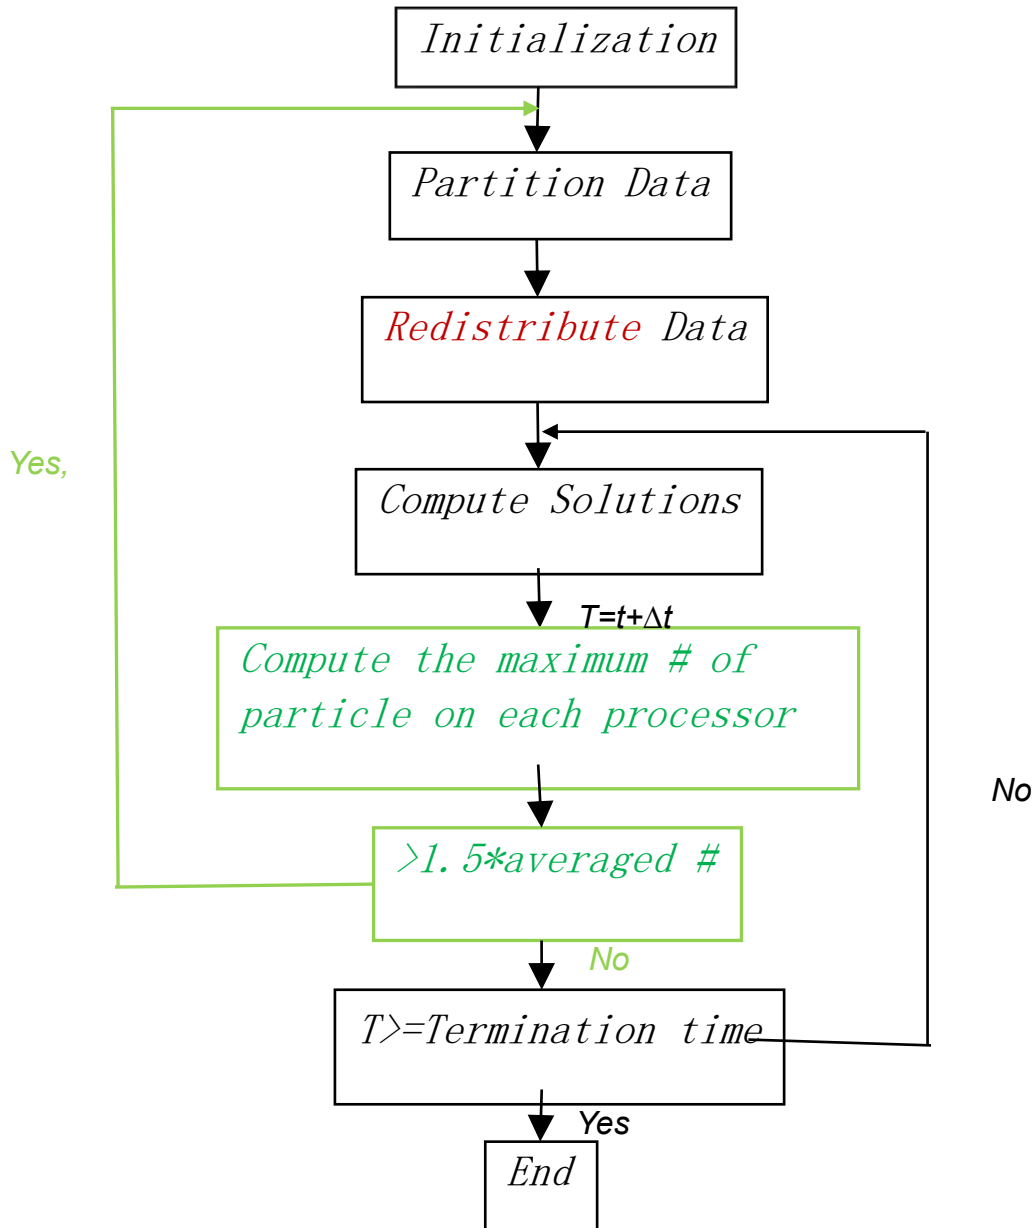 Initialization
Partition Data
Redistribute Data
Yes,
Compute Solutions
T=t+∆t
Compute the maximum # of
particle on each processor
No
>1.5*averaged #
No
T>=Termination time
Yes
End